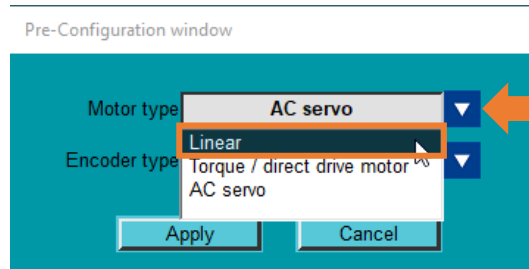 Pre-Configuration window
Motor type AC servo
Linear
Encoder type Torque / direct drive motor
AC servo
Apply Cancel